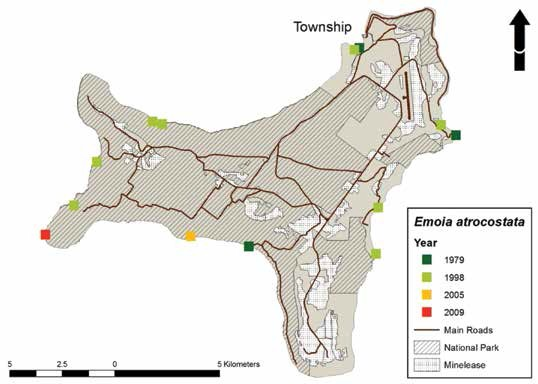 Township
Emoia atrocostata
Year
1979
1998
2005
2009
Main Roads
National Park
Minelease
5 2.5 0 5 Kilometers